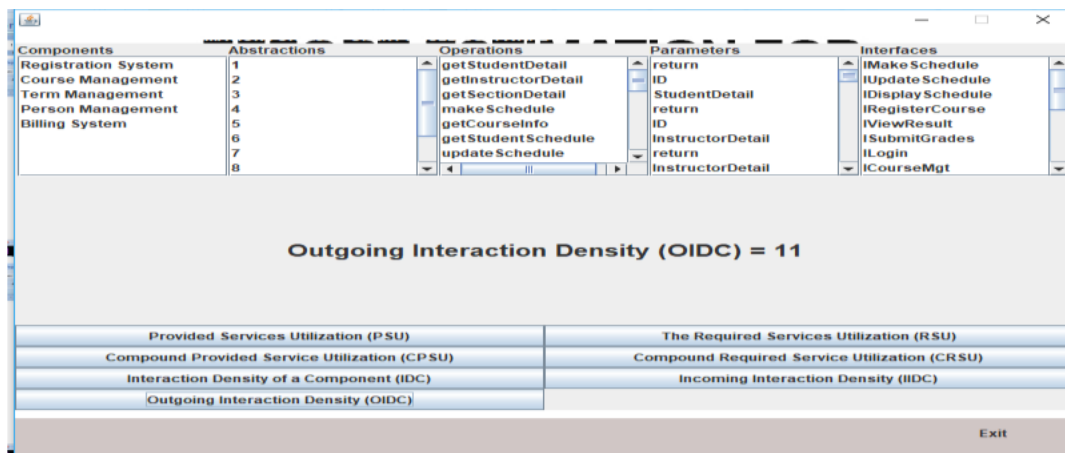 Components
Registration System
Course Management
Term Management
Person Management
Billing System
Abstractions
1
2
3
4
5
6
7
8
Operations
getStudentDetail
getInstructorDetail
getSectionDetail
makeSchedule
getCourseInfo
getStudentSchedule
updateSchedule
Parameters
return
ID
StudentDetail
return
ID
InstructorDetail
return
InstructorDetail
Interfaces
IMakeSchedule
IUpdateSchedule
IDisplaySchedule
IRegisterCourse
IViewResult
ISubmitGrades
ILogin
ICourseMgt
Outgoing Interaction Density (OIDC) = 11
Provided Services Utilization (PSU)
The Required Services Utilization (RSU)
Compound Provided Service Utilization (CPSU)
Compound Required Service Utilization (CRSU)
Interaction Density of a Component (IDC)
Incoming Interaction Density (IIDC)
Outgoing Interaction Density (OIDC)
Exit